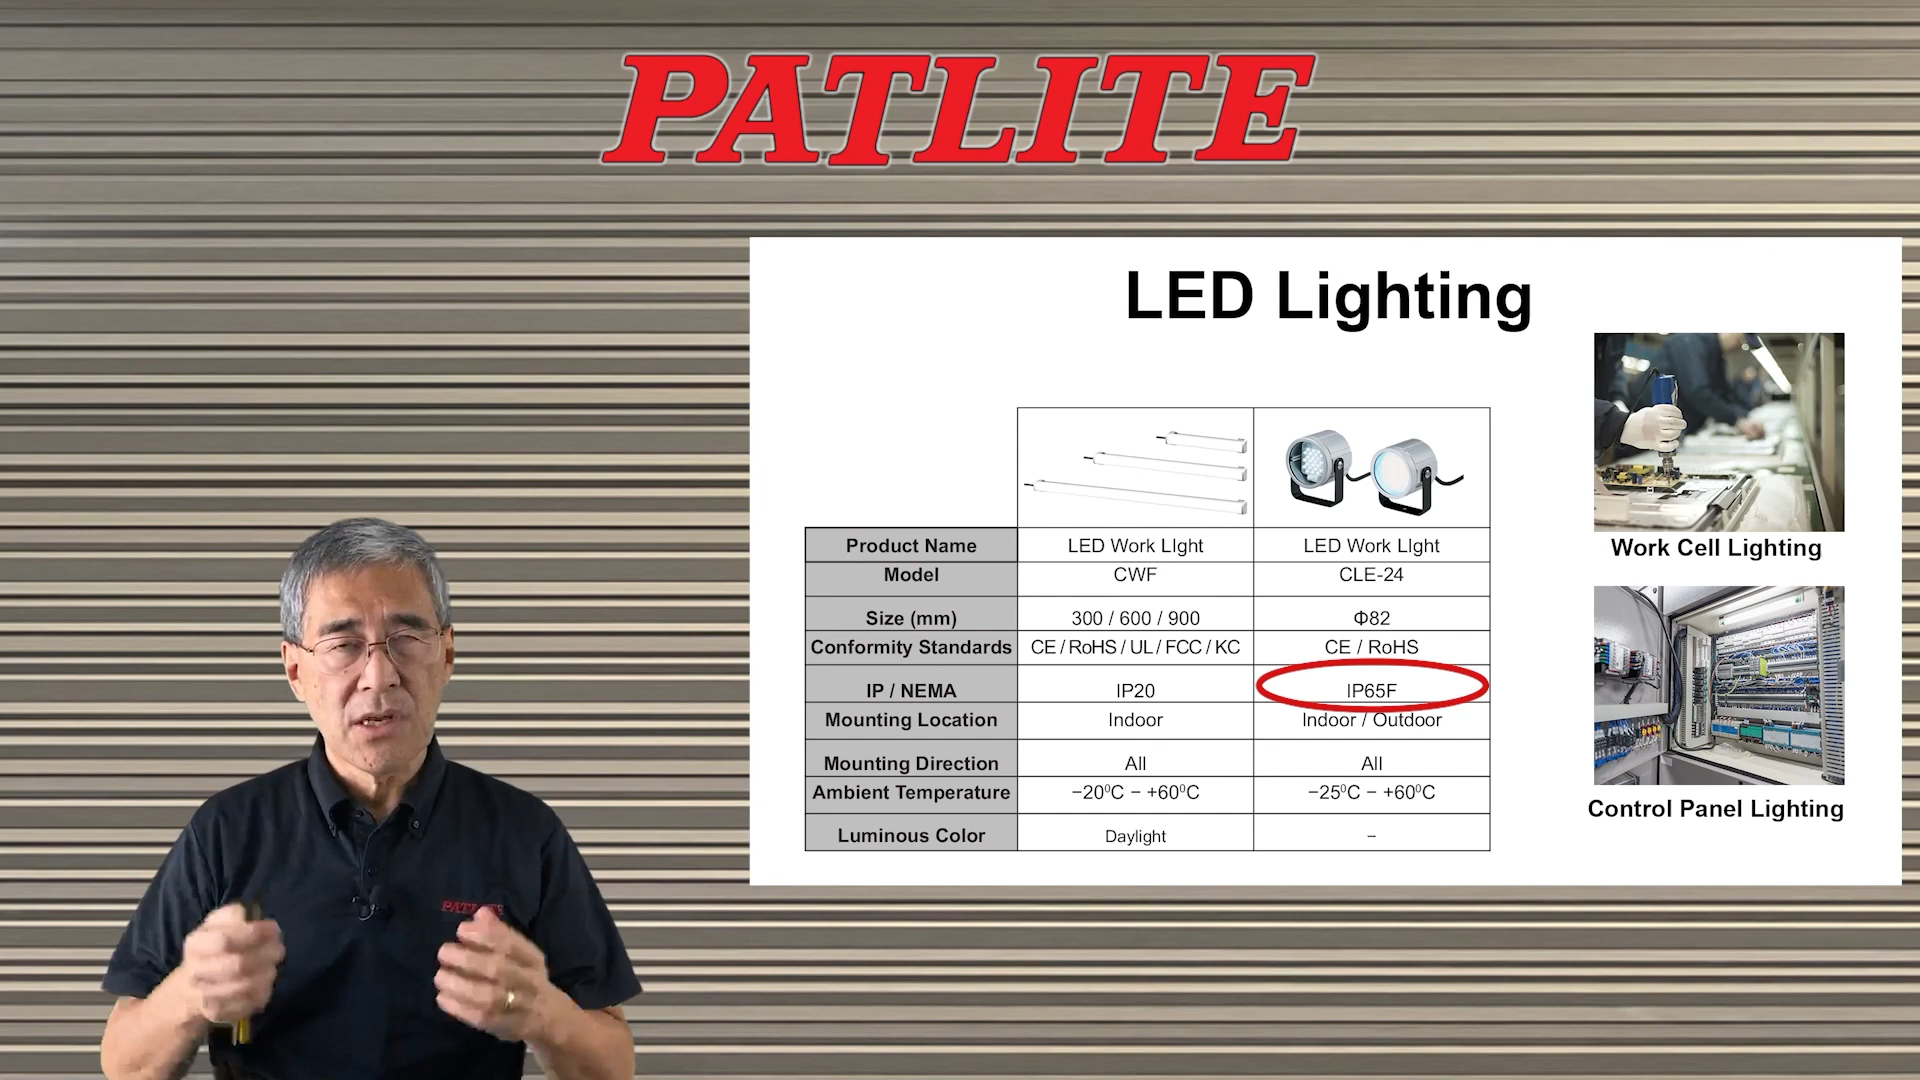 PATLITE
LED Lighting
Product Name LED Work LIght LED Work LIght
Model CWF CLE-24
Size (mm) 300 / 600 / 900 Φ82
Conformity Standards CE / RoHS / UL / FCC / KC CE / RoHS
IP / NEMA IP20 IP65F
Mounting Location Indoor Indoor / Outdoor
Mounting Direction All All
Ambient Temperature −20⁰C − +60⁰C −25⁰C − +60⁰C
Luminous Color Daylight −
Work Cell Lighting
Control Panel Lighting
PATLITE